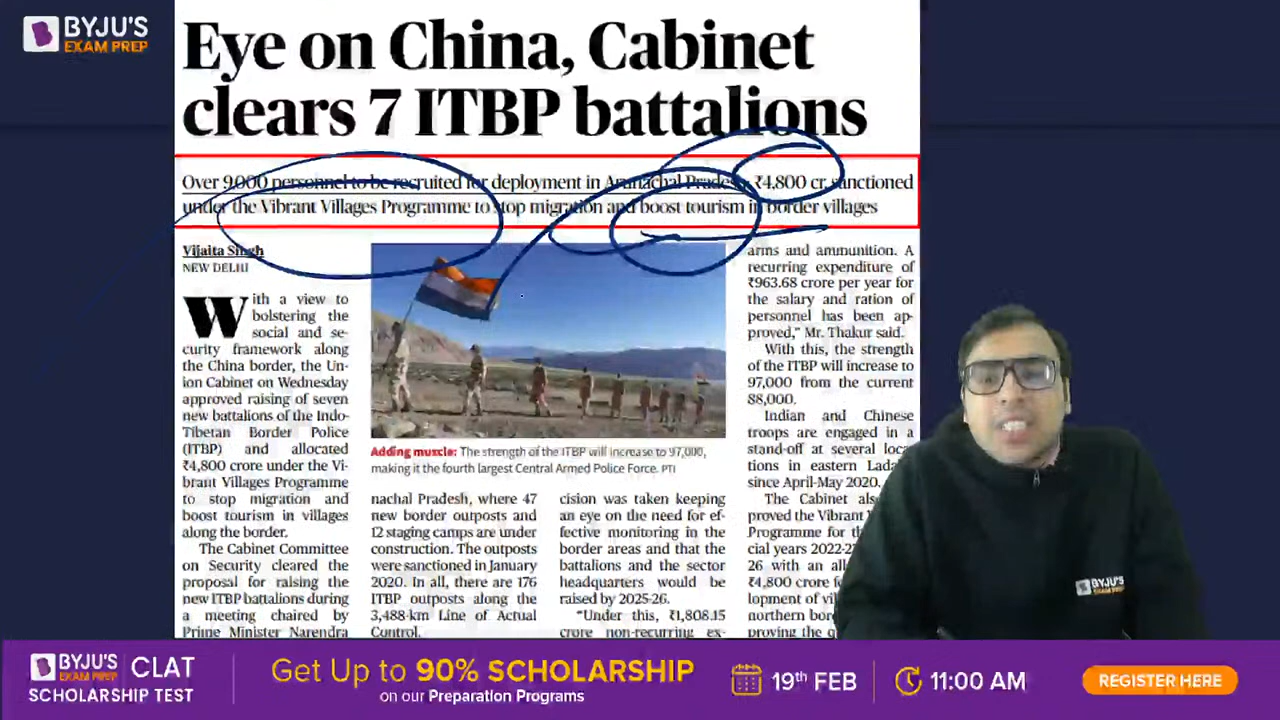 BYJU'S
EXAM PREP
Eye on China, Cabinet
clears 7 ITBP battalions
Over 9,000 personnel to be recruited for deployment in Arunachal Pradesh; ₹4,800 cr. sanctioned
under the Vibrant Villages Programme to stop migration and boost tourism in border villages
Vijaita Singh
NEW DELHI
With a view to
bolstering the
social and se-
curity framework along
the China border, the Un-
ion Cabinet on Wednesday
approved raising of seven
new battalions of the Indo-
Tibetan Border Police
(ITBP) and allocated
₹4,800 crore under the Vi-
brant Villages Programme
to stop migration and
boost tourism in villages
along the border.
The Cabinet Committee
on Security cleared the
proposal for raising the
new ITBP battalions during
a meeting chaired by
Prime Minister Narendra
Adding muscle: The strength of the ITBP will increase to 97,000,
making it the fourth largest Central Armed Police Force. PTI
nachal Pradesh, where 47
new border outposts and
12 staging camps are under
construction. The outposts
were sanctioned in January
2020. In all, there are 176
ITBP outposts along the
3,488-km Line of Actual
Control.
cision was taken keeping
an eye on the need for ef-
fective monitoring in the
border areas and that the
battalions and the sector
headquarters would be
raised by 2025-26.
"Under this, ₹1,808.15
crore non-recurring ex-
arms and ammunition. A
recurring expenditure of
₹963.68 crore per year for
the salary and ration of
personnel has been ap-
proved," Mr. Thakur said.
With this, the strength
of the ITBP will increase to
97,000 from the current
88,000.
Indian and Chinese
troops are engaged in a
stand-off at several loca
tions in eastern Lada
since April-May 2020.
The Cabinet als
proved the Vibrant
Programme for th
cial years 2022-2
26 with an all
₹4,800 crore f
lopment of vil
northern bor
proving the q
BYJU'S
EXAM PREP
BYJU'S
EXAM PREP
CLAT
SCHOLARSHIP TEST
Get Up to 90% SCHOLARSHIP
on our Preparation Programs
19th FEB
11:00 AM
REGISTER HERE